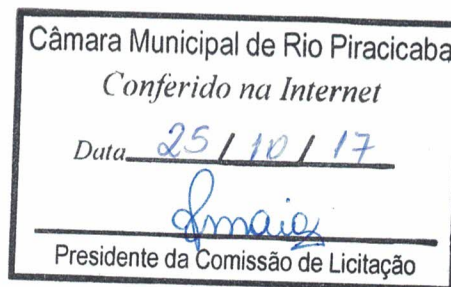 Câmara Municipal de Rio Piracicaba
Conferido na Internet
Data 25 / 10 / 17
Presidente da Comissão de Licitação